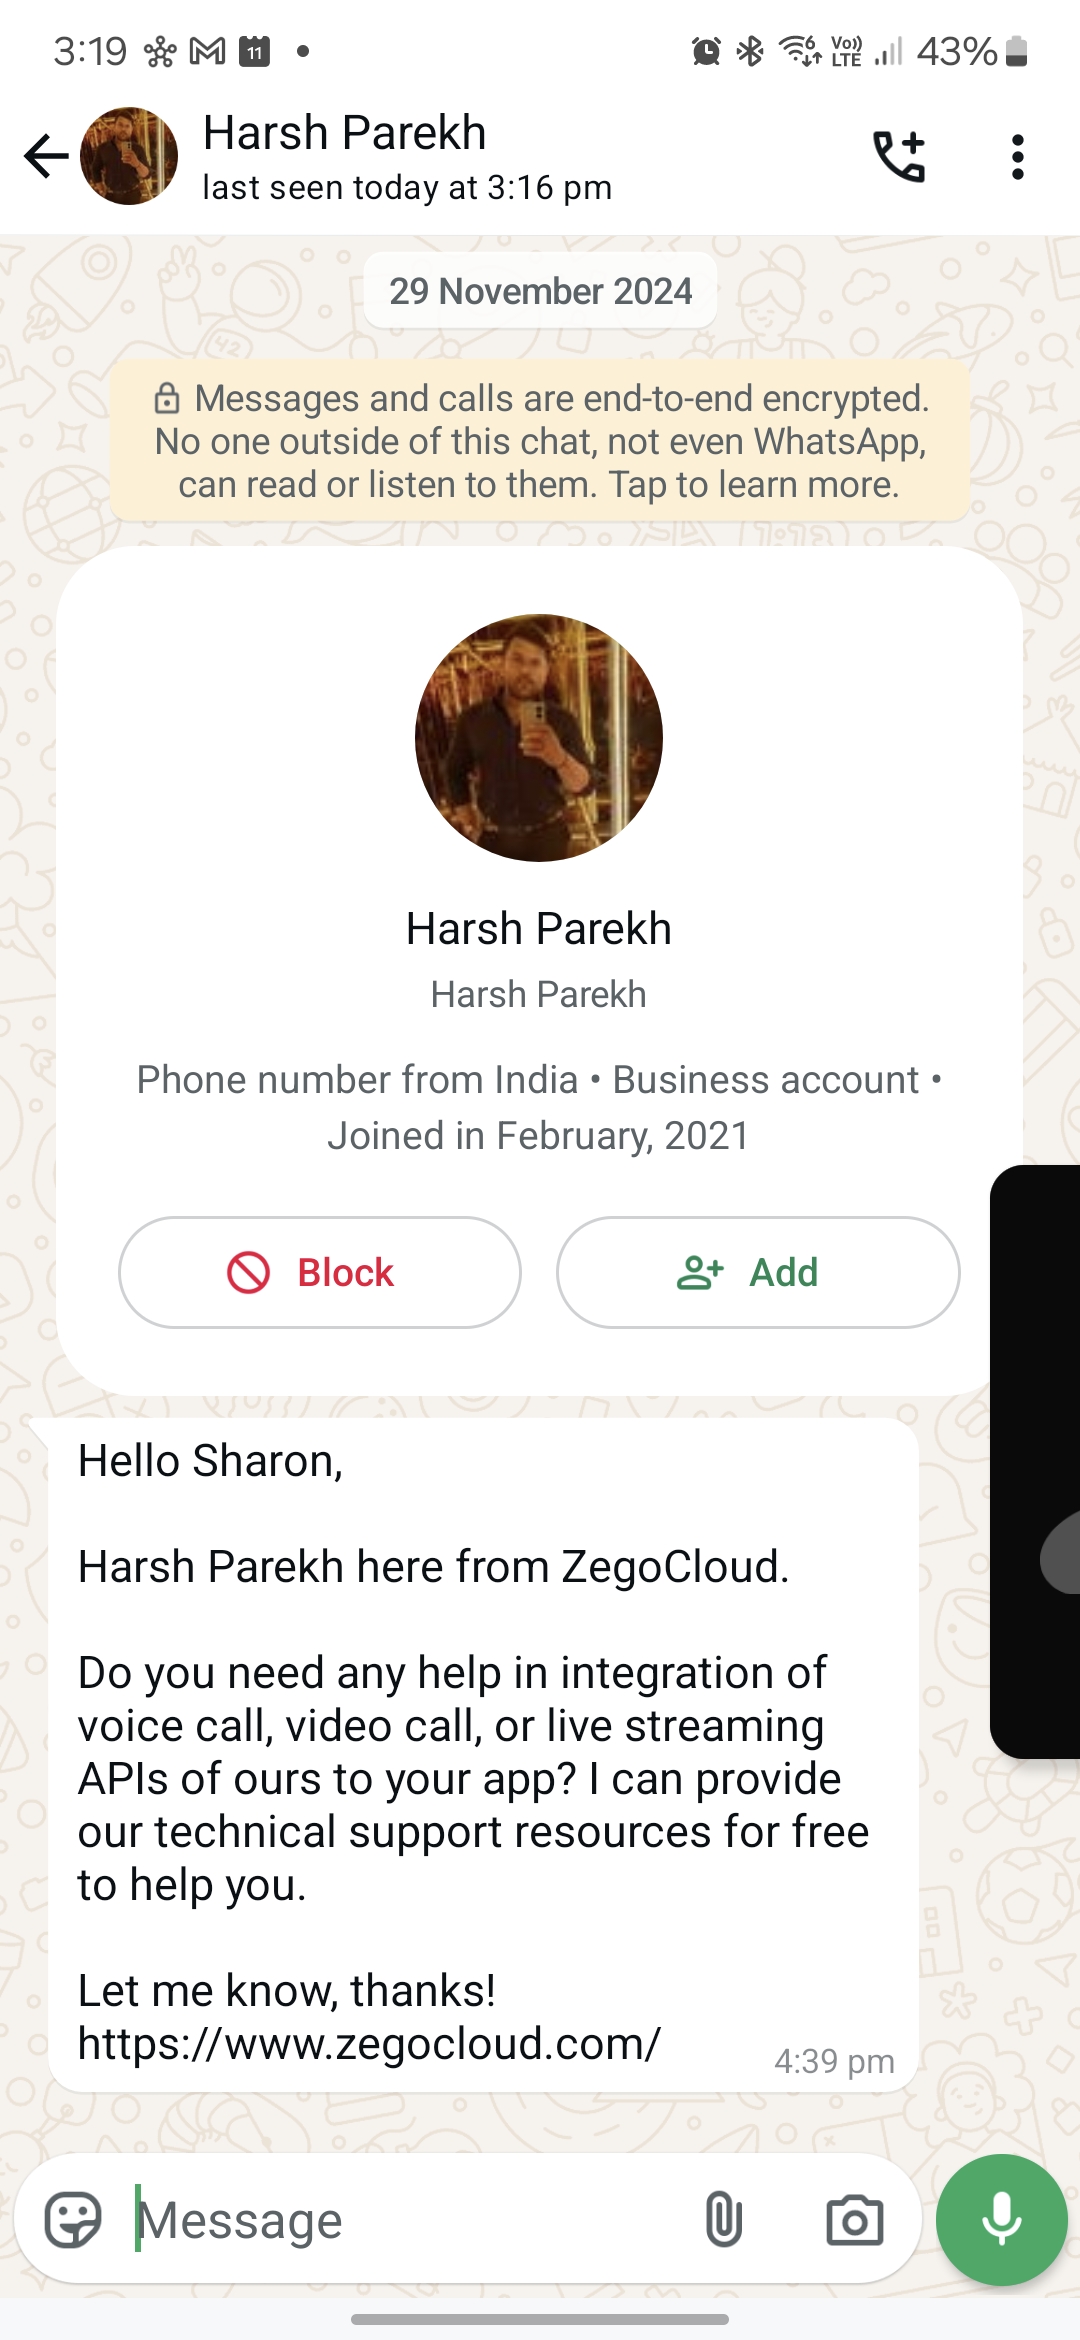 3:19
11
6
Vo)) LTE
43%
Harsh Parekh
last seen today at 3:16 pm
29 November 2024
Messages and calls are end-to-end encrypted.
No one outside of this chat, not even WhatsApp,
can read or listen to them. Tap to learn more.
Harsh Parekh
Harsh Parekh
Phone number from India • Business account •
Joined in February, 2021
Block
Add
Hello Sharon,
Harsh Parekh here from ZegoCloud.
Do you need any help in integration of
voice call, video call, or live streaming
APIs of ours to your app? I can provide
our technical support resources for free
to help you.
Let me know, thanks!
https://www.zegocloud.com/
4:39 pm
Message